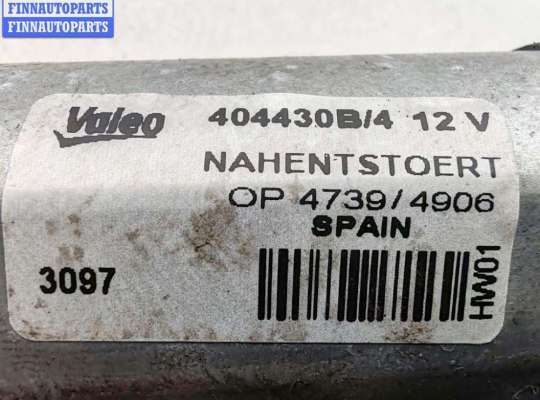 FINNAUTOPARTS
FINNAUTOPARTS
Valeo 404430B/4 12 V
NAHENTSTOERT
OP 4739/4906
SPAIN
3097
HW01